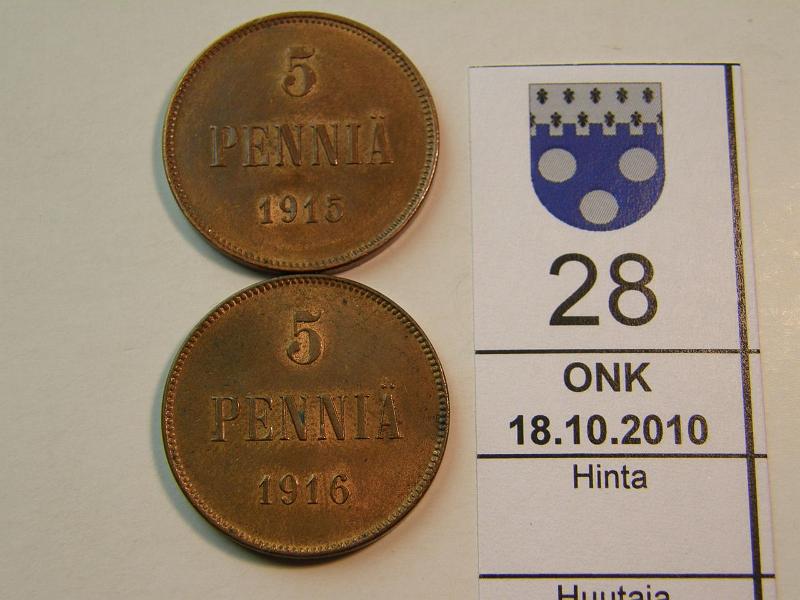 5
PENNIÄ
1915
5
PENNIÄ
1916
28
ONK
18.10.2010
Hinta
Huutaja